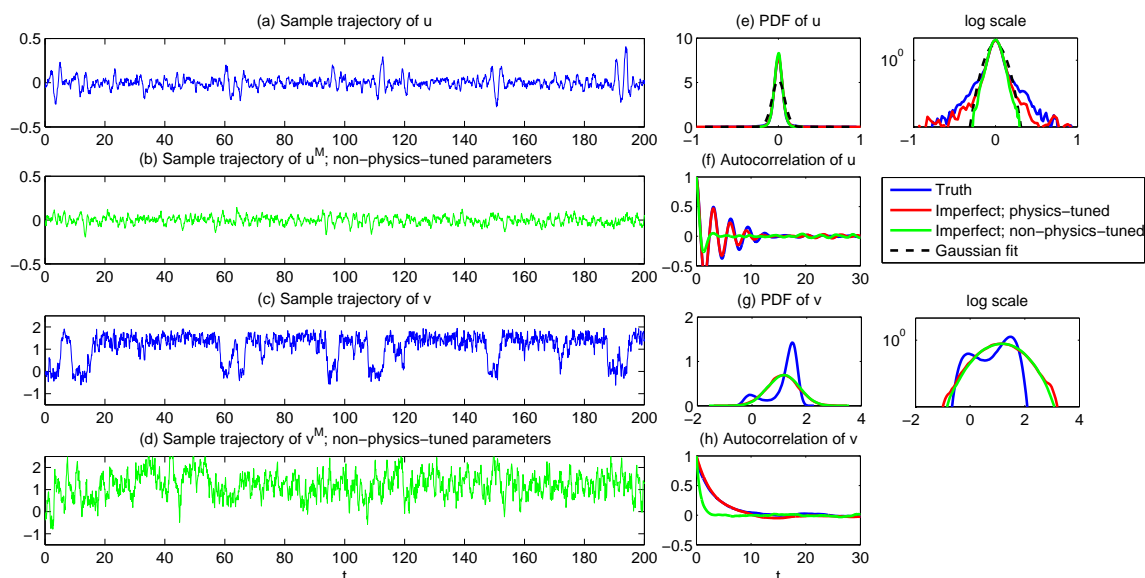 (a) Sample trajectory of u
0.5
0
−0.5
0 20 40 60 80 100 120 140 160 180 200
(b) Sample trajectory of u^M; non−physics−tuned parameters
0.5
0
−0.5
0 20 40 60 80 100 120 140 160 180 200
(c) Sample trajectory of v
2
1
0
−1
0 20 40 60 80 100 120 140 160 180 200
(d) Sample trajectory of v^M; non−physics−tuned parameters
2
1
0
−1
0 20 40 60 80 100 120 140 160 180 200
t
(e) PDF of u
10
5
0
−1 0 1
log scale
10^0
−1 0 1
(f) Autocorrelation of u
1
0.5
0
−0.5
0 10 20 30
Truth
Imperfect; physics−tuned
Imperfect; non−physics−tuned
Gaussian fit
(g) PDF of v
2
1
0
−2 0 2 4
log scale
10^0
−2 0 2 4
(h) Autocorrelation of v
1
0.5
0
−0.5
0 10 20 30
t